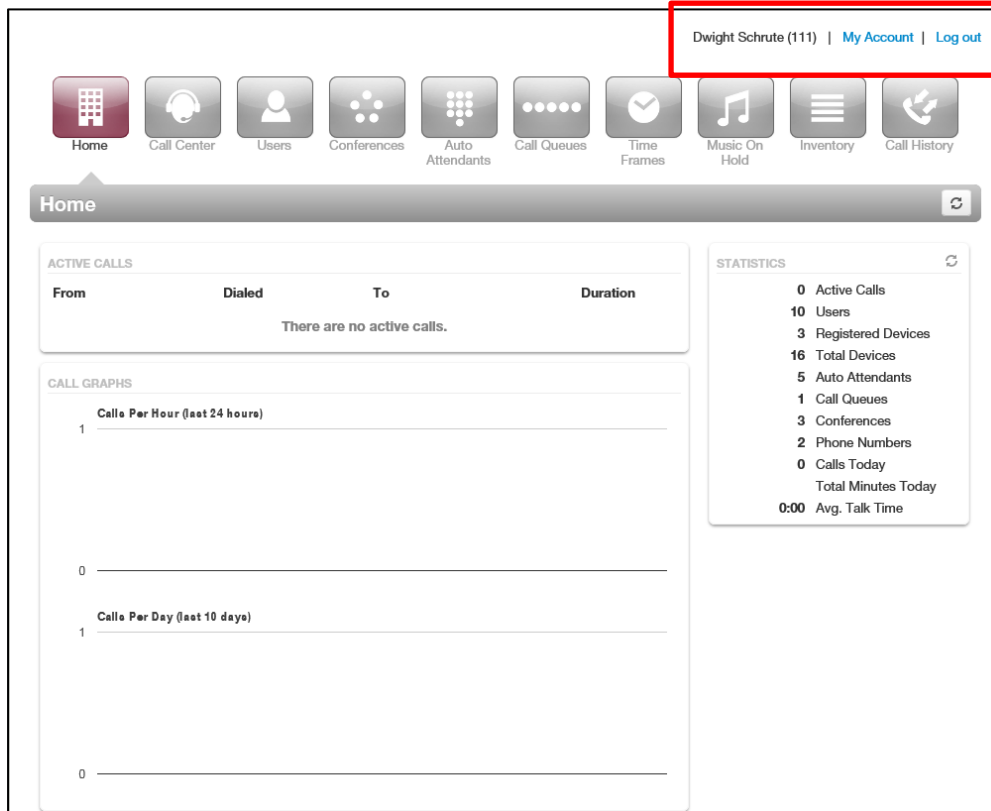 Dwight Schrute (111) | My Account | Log out
Home
Call Center
Users
Conferences
Auto
Attendants
Call Queues
Time
Frames
Music On
Hold
Inventory
Call History
Home
ACTIVE CALLS
From Dialed To Duration
There are no active calls.
CALL GRAPHS
Calls Per Hour (last 24 hours)
1
0
Calls Per Day (last 10 days)
1
0
STATISTICS
0 Active Calls
10 Users
3 Registered Devices
16 Total Devices
5 Auto Attendants
1 Call Queues
3 Conferences
2 Phone Numbers
0 Calls Today
Total Minutes Today
0:00 Avg. Talk Time